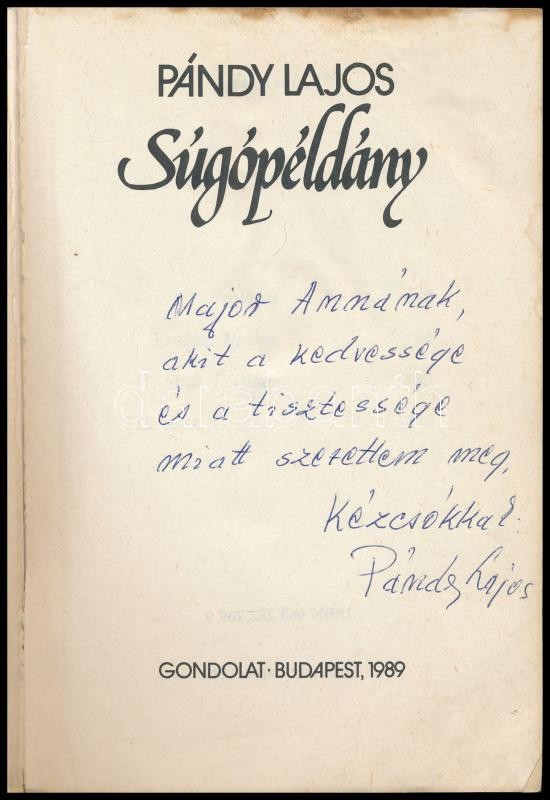 PÁNDY LAJOS
Súgópéldány
Major Annának,
akit a kedvessége
és a tisztessége
miatt szerettem meg.
Kézcsókkal:
Pándy Lajos
GONDOLAT · BUDAPEST, 1989